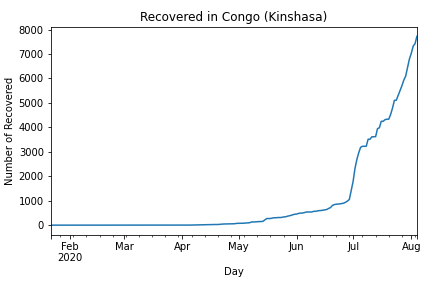 Recovered in Congo (Kinshasa)
8000
7000
6000
5000
4000
3000
2000
1000
0
Number of Recovered
Feb Mar Apr May Jun Jul Aug
2020
Day